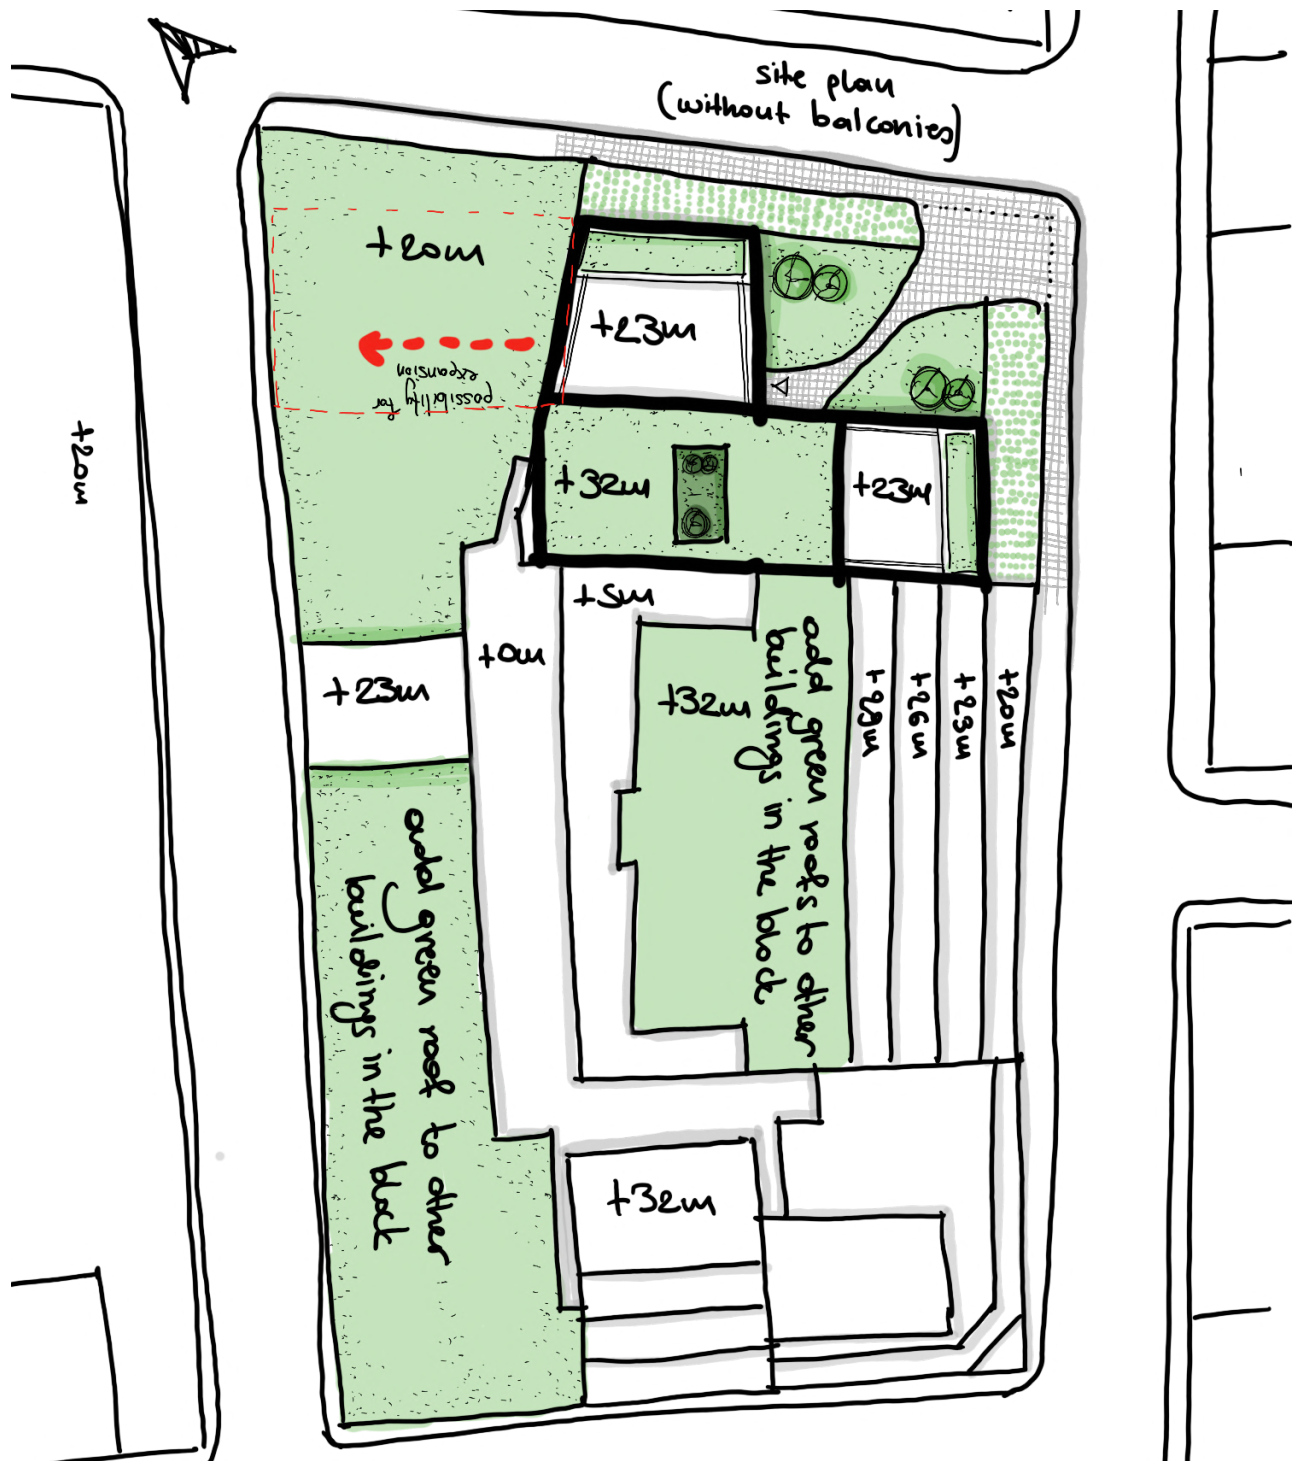 site plan
(without balconies)
+20m
+23m
possibility for
expansion
+20m
+32m
+23m
+5m
+0m
+23m
+32m
add green roofs to other
buildings in the block
+29m
+26m
+23m
+20m
add green roof to other
buildings in the block
+32m